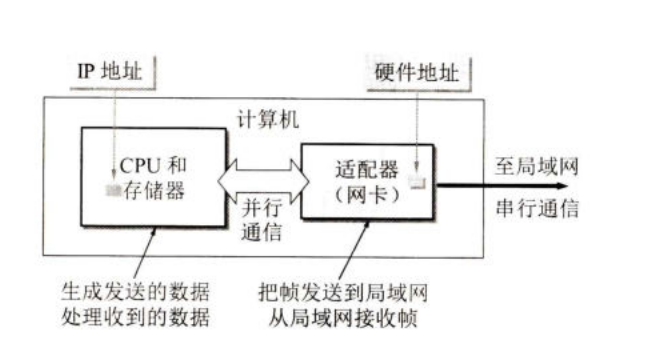 IP 地址
硬件地址
计算机
CPU 和
存储器
并行
通信
适配器
（网卡）
至局域网
串行通信
生成发送的数据
处理收到的数据
把帧发送到局域网
从局域网接收帧